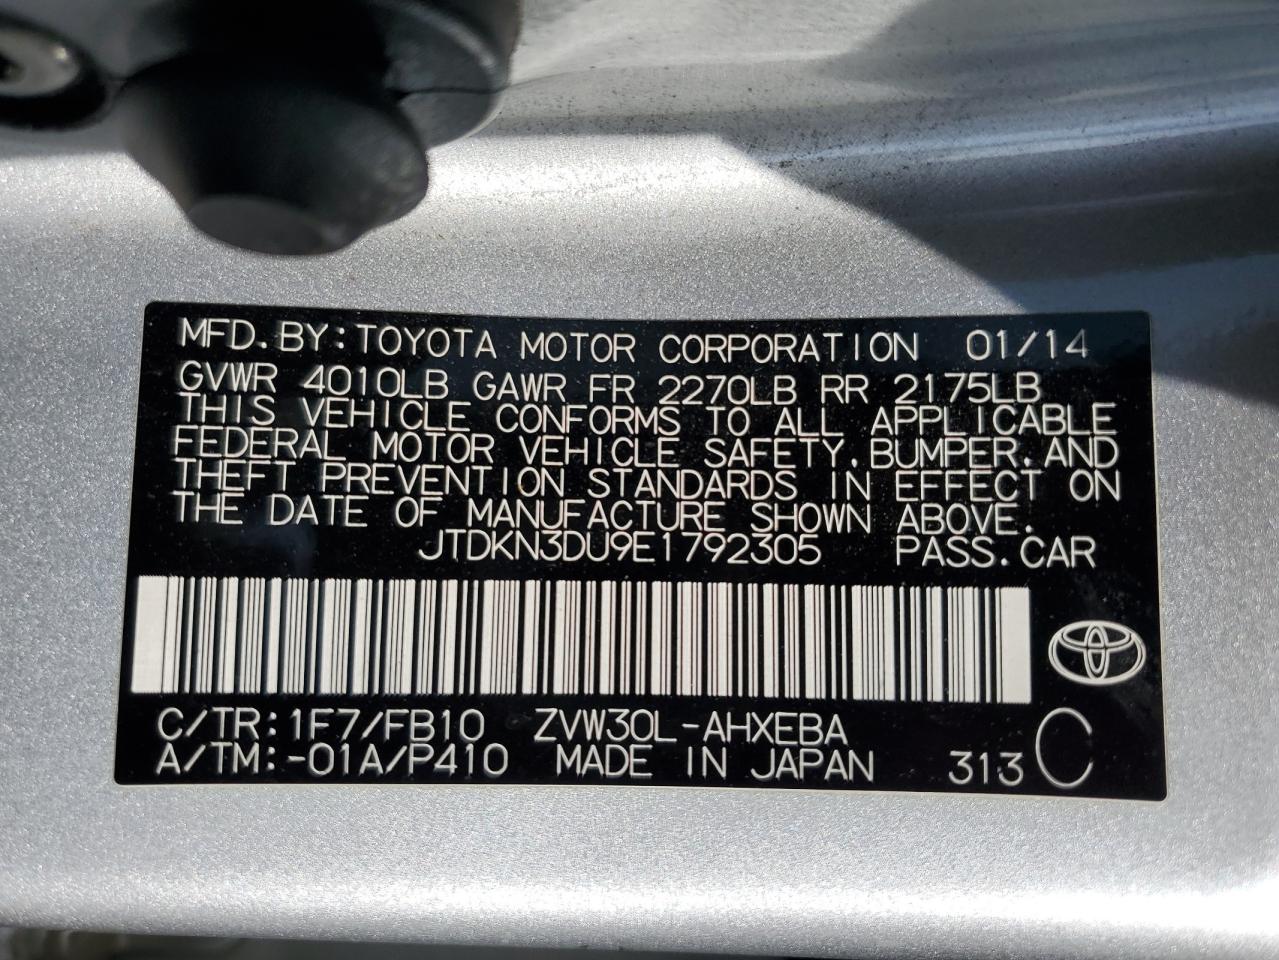 MFD.BY:TOYOTA MOTOR CORPORATION 01/14
GVWR 4010LB GAWR FR 2270LB RR 2175LB
THIS VEHICLE CONFORMS TO ALL APPLICABLE
FEDERAL MOTOR VEHICLE SAFETY,BUMPER,AND
THEFT PREVENTION STANDARDS IN EFFECT ON
THE DATE OF MANUFACTURE SHOWN ABOVE.
JTDKN3DU9E1792305 PASS.CAR
C/TR:1F7/FB10 ZVW30L-AHXEBA
A/TM:-01A/P410 MADE IN JAPAN 313 C